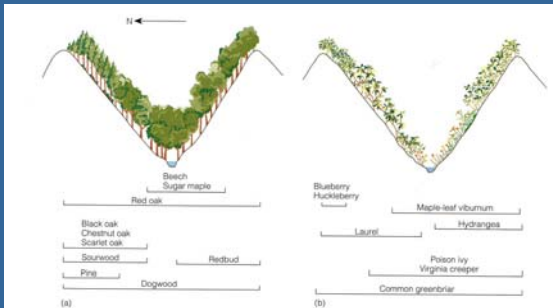 N
Beech
Sugar maple
Red oak
Black oak
Chestnut oak
Scarlet oak
Sourwood
Redbud
Pine
Dogwood
(a)
Blueberry
Huckleberry
Maple-leaf viburnum
Laurel
Hydrangea
Poison ivy
Virginia creeper
Common greenbriar
(b)